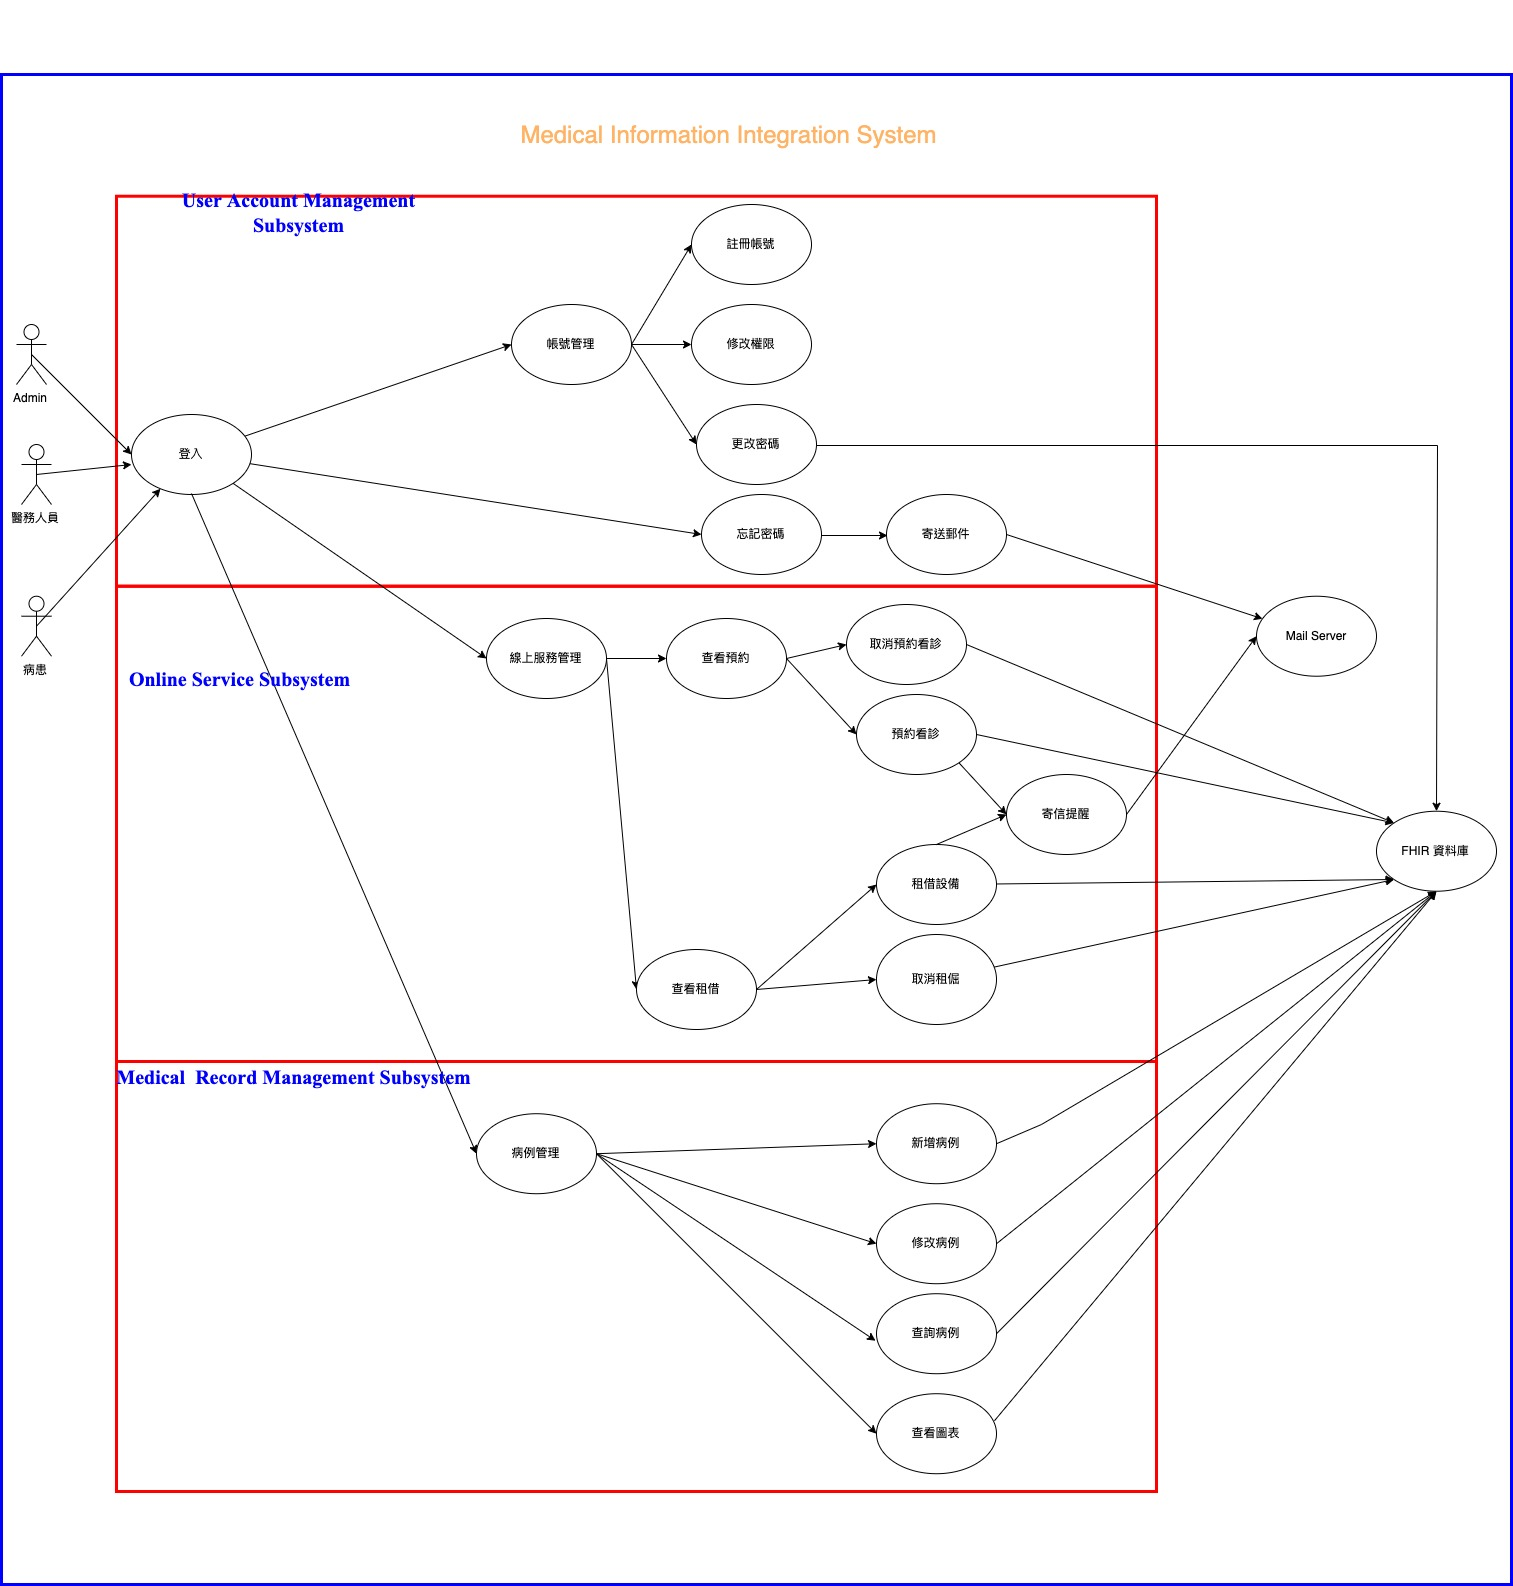 Medical Information Integration System
User Account Management
Subsystem
註冊帳號
帳號管理
修改權限
Admin
更改密碼
登入
醫務人員
忘記密碼
寄送郵件
Mail Server
病患
Online Service Subsystem
線上服務管理
查看預約
取消預約看診
預約看診
寄信提醒
FHIR 資料庫
租借設備
查看租借
取消租倔
Medical  Record Management Subsystem
病例管理
新增病例
修改病例
查詢病例
查看圖表